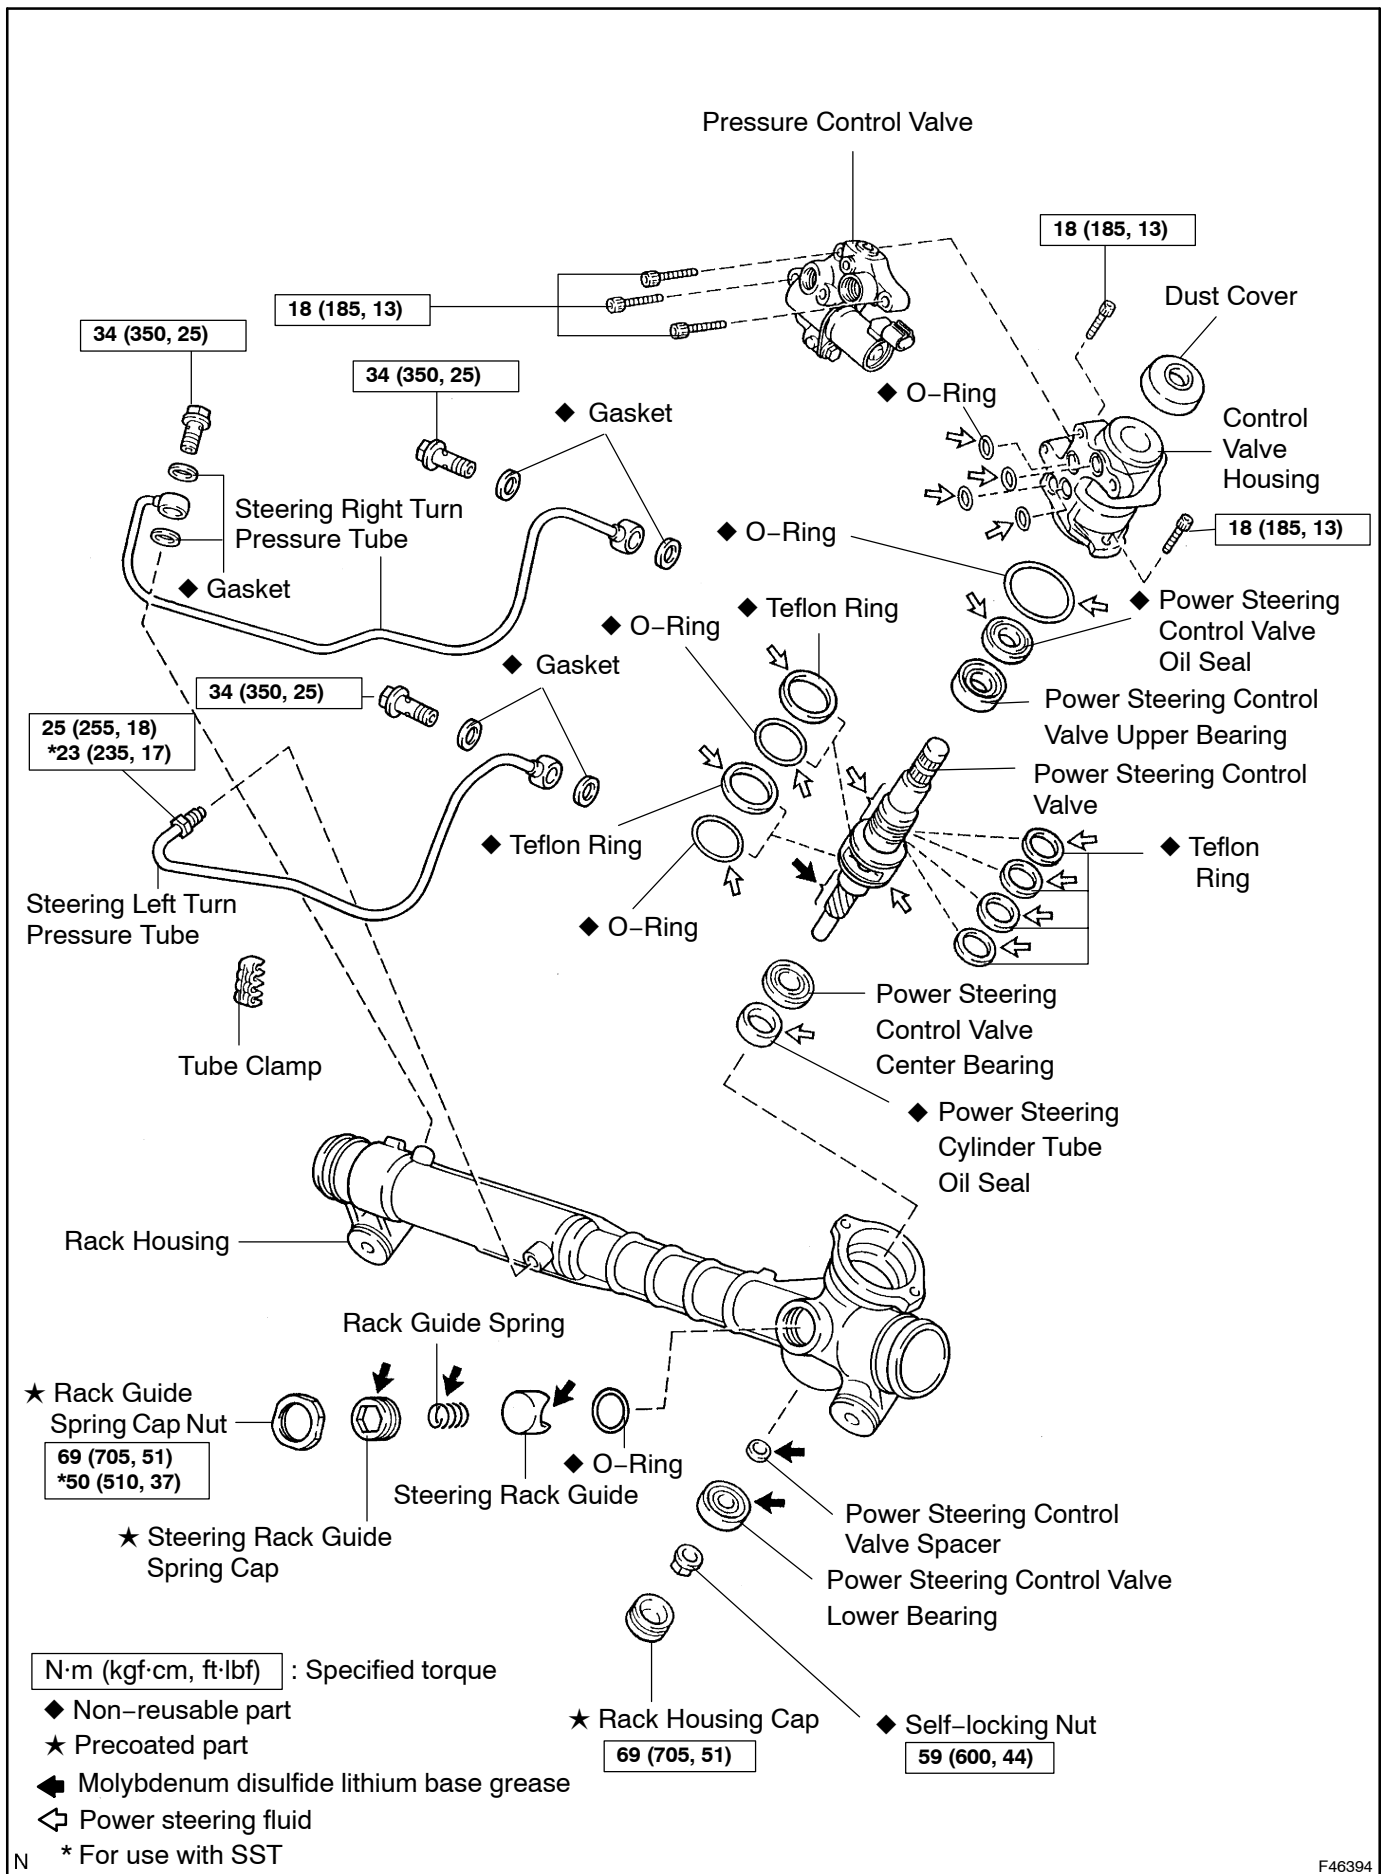 Pressure Control Valve
18 (185, 13)
Dust Cover
18 (185, 13)
34 (350, 25)
34 (350, 25)
◆ O–Ring
◆ Gasket
Control
Valve
Housing
Steering Right Turn
Pressure Tube
18 (185, 13)
◆ O–Ring
◆ Gasket
◆ Teflon Ring
◆ Power Steering
Control Valve
Oil Seal
◆ O–Ring
◆ Gasket
34 (350, 25)
Power Steering Control
Valve Upper Bearing
25 (255, 18)
*23 (235, 17)
Power Steering Control
Valve
◆ Teflon Ring
◆ Teflon
Ring
Steering Left Turn
Pressure Tube
◆ O–Ring
Power Steering
Control Valve
Center Bearing
Tube Clamp
◆ Power Steering
Cylinder Tube
Oil Seal
Rack Housing
Rack Guide Spring
★ Rack Guide
Spring Cap Nut
69 (705, 51)
*50 (510, 37)
◆ O–Ring
Steering Rack Guide
★ Steering Rack Guide
Spring Cap
Power Steering Control
Valve Spacer
Power Steering Control Valve
Lower Bearing
N·m (kgf·cm, ft·lbf) : Specified torque
◆ Non–reusable part
★ Precoated part
Molybdenum disulfide lithium base grease
Power steering fluid
* For use with SST
★ Rack Housing Cap
69 (705, 51)
◆ Self–locking Nut
59 (600, 44)
N
F46394